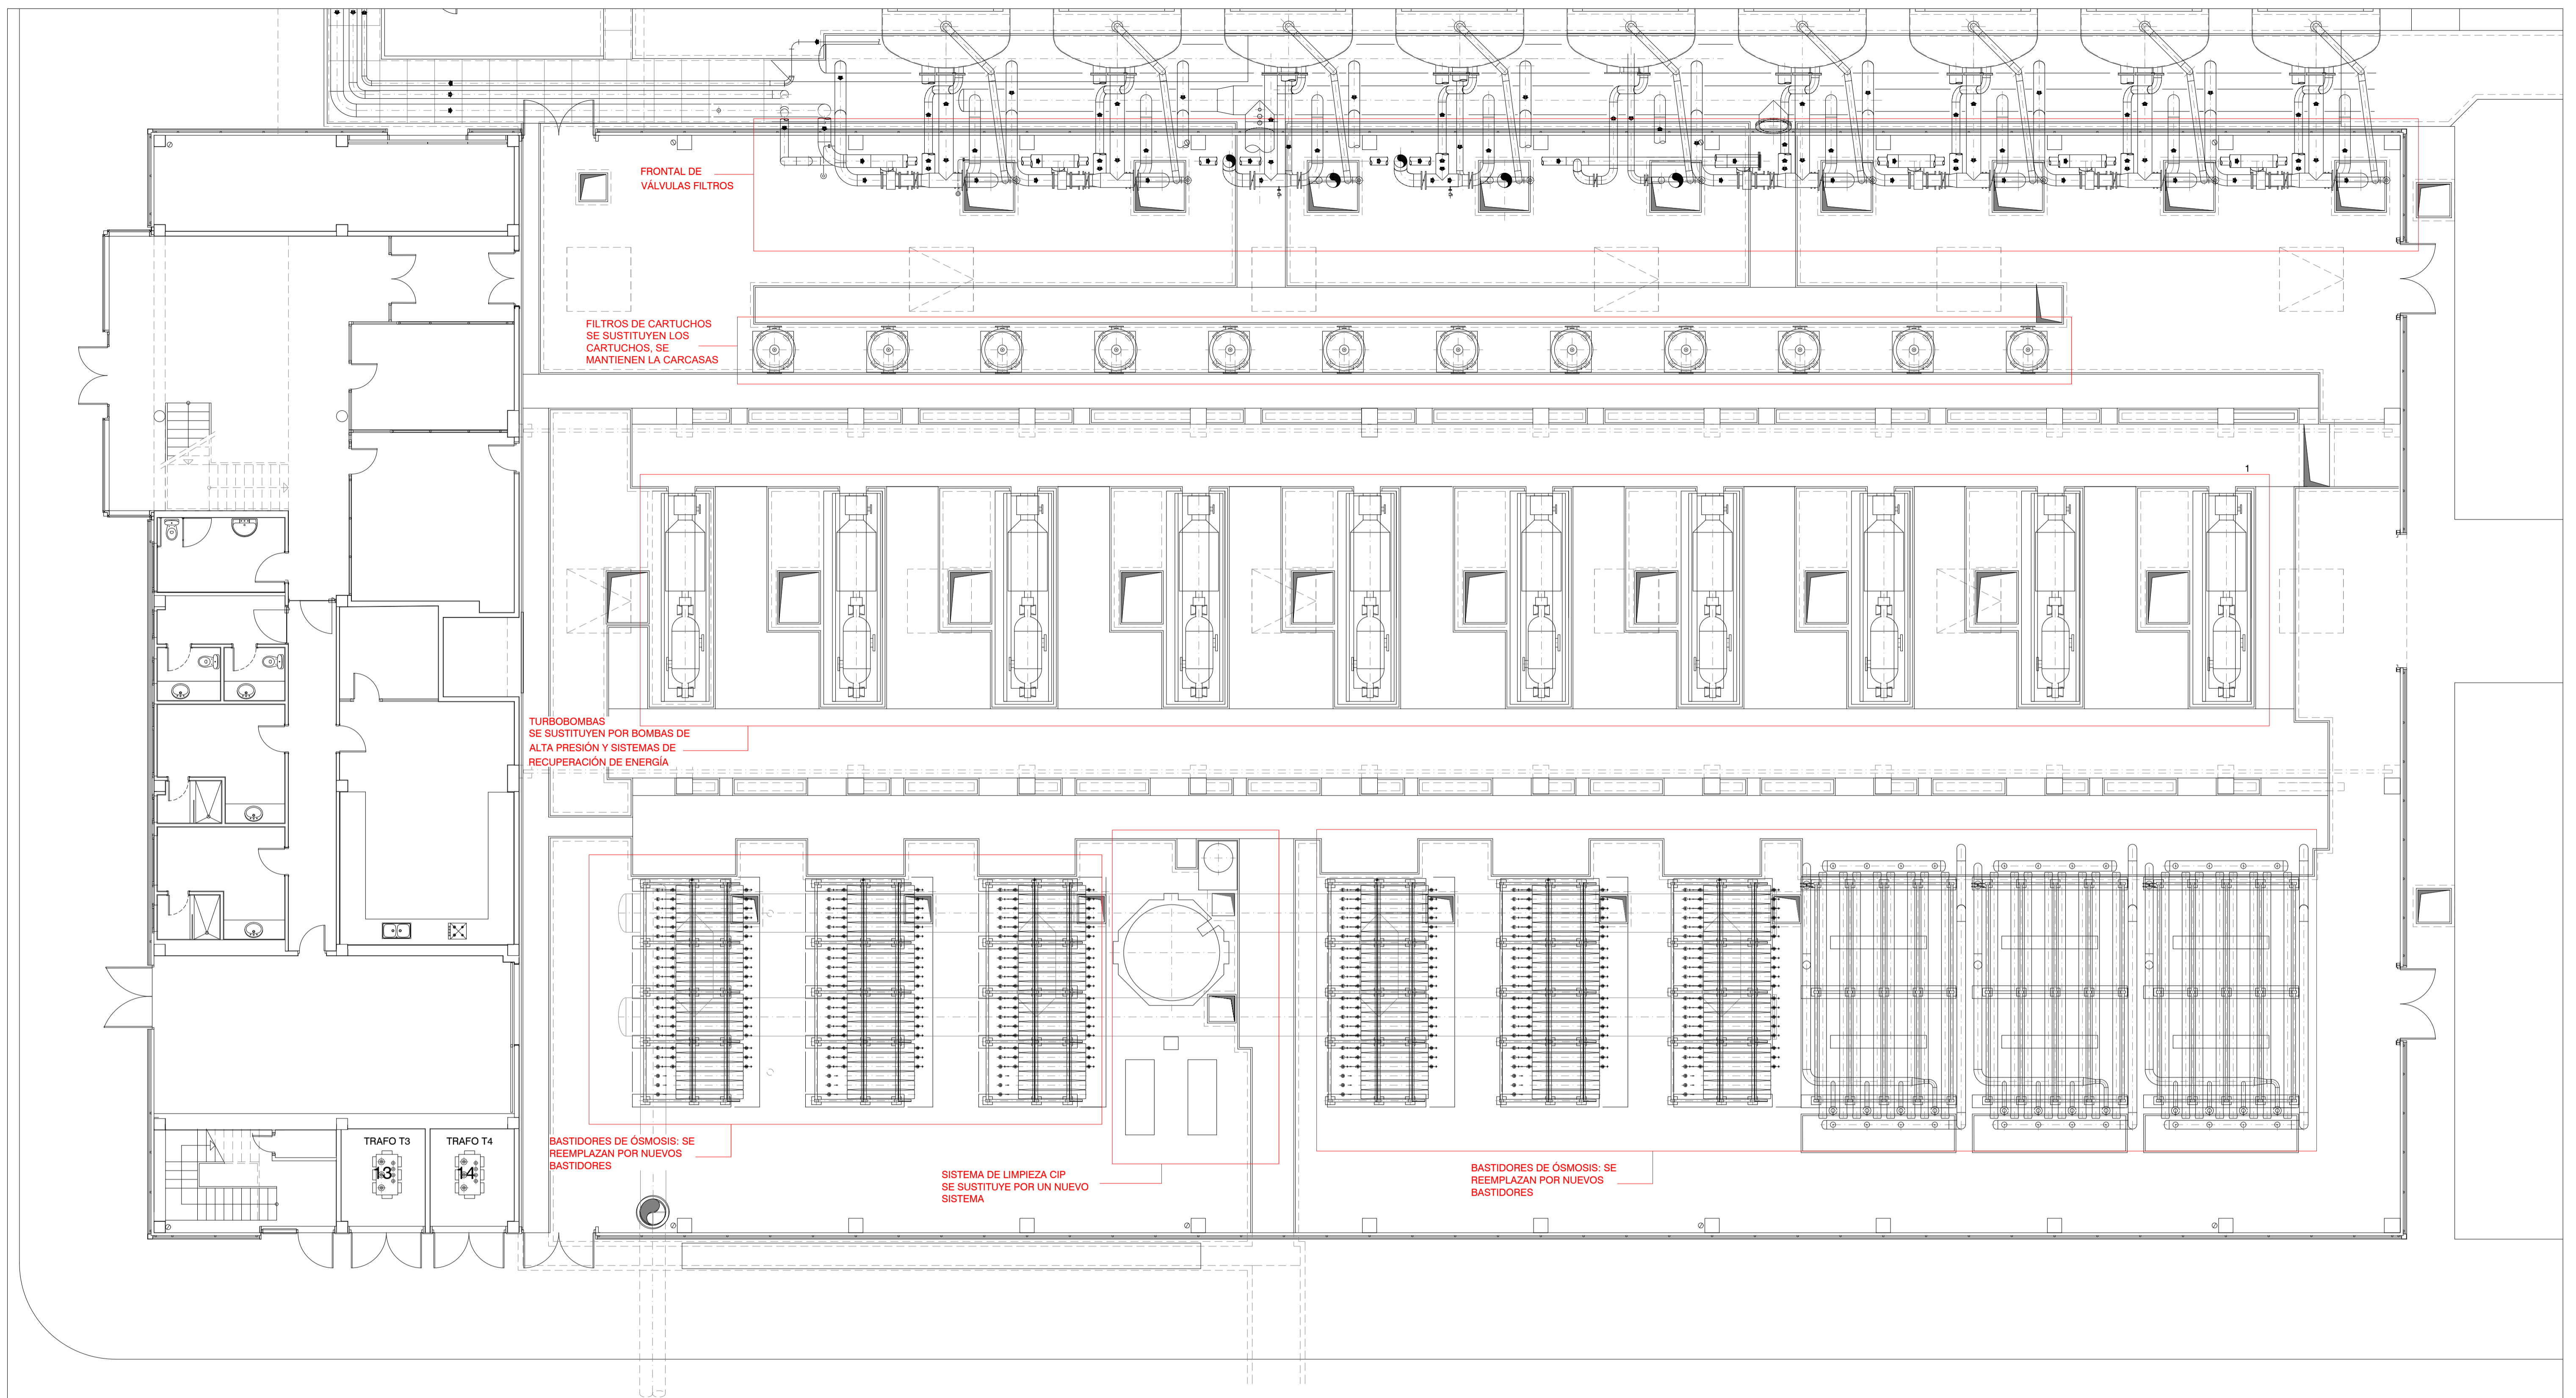 FRONTAL DE
VÁLVULAS FILTROS
FILTROS DE CARTUCHOS
SE SUSTITUYEN LOS
CARTUCHOS, SE
MANTIENEN LA CARCASAS
1
TURBOBOMBAS
SE SUSTITUYEN POR BOMBAS DE
ALTA PRESIÓN Y SISTEMAS DE
RECUPERACIÓN DE ENERGÍA
TRAFO T3
13
TRAFO T4
14
BASTIDORES DE ÓSMOSIS: SE
REEMPLAZAN POR NUEVOS
BASTIDORES
SISTEMA DE LIMPIEZA CIP
SE SUSTITUYE POR UN NUEVO
SISTEMA
BASTIDORES DE ÓSMOSIS: SE
REEMPLAZAN POR NUEVOS
BASTIDORES